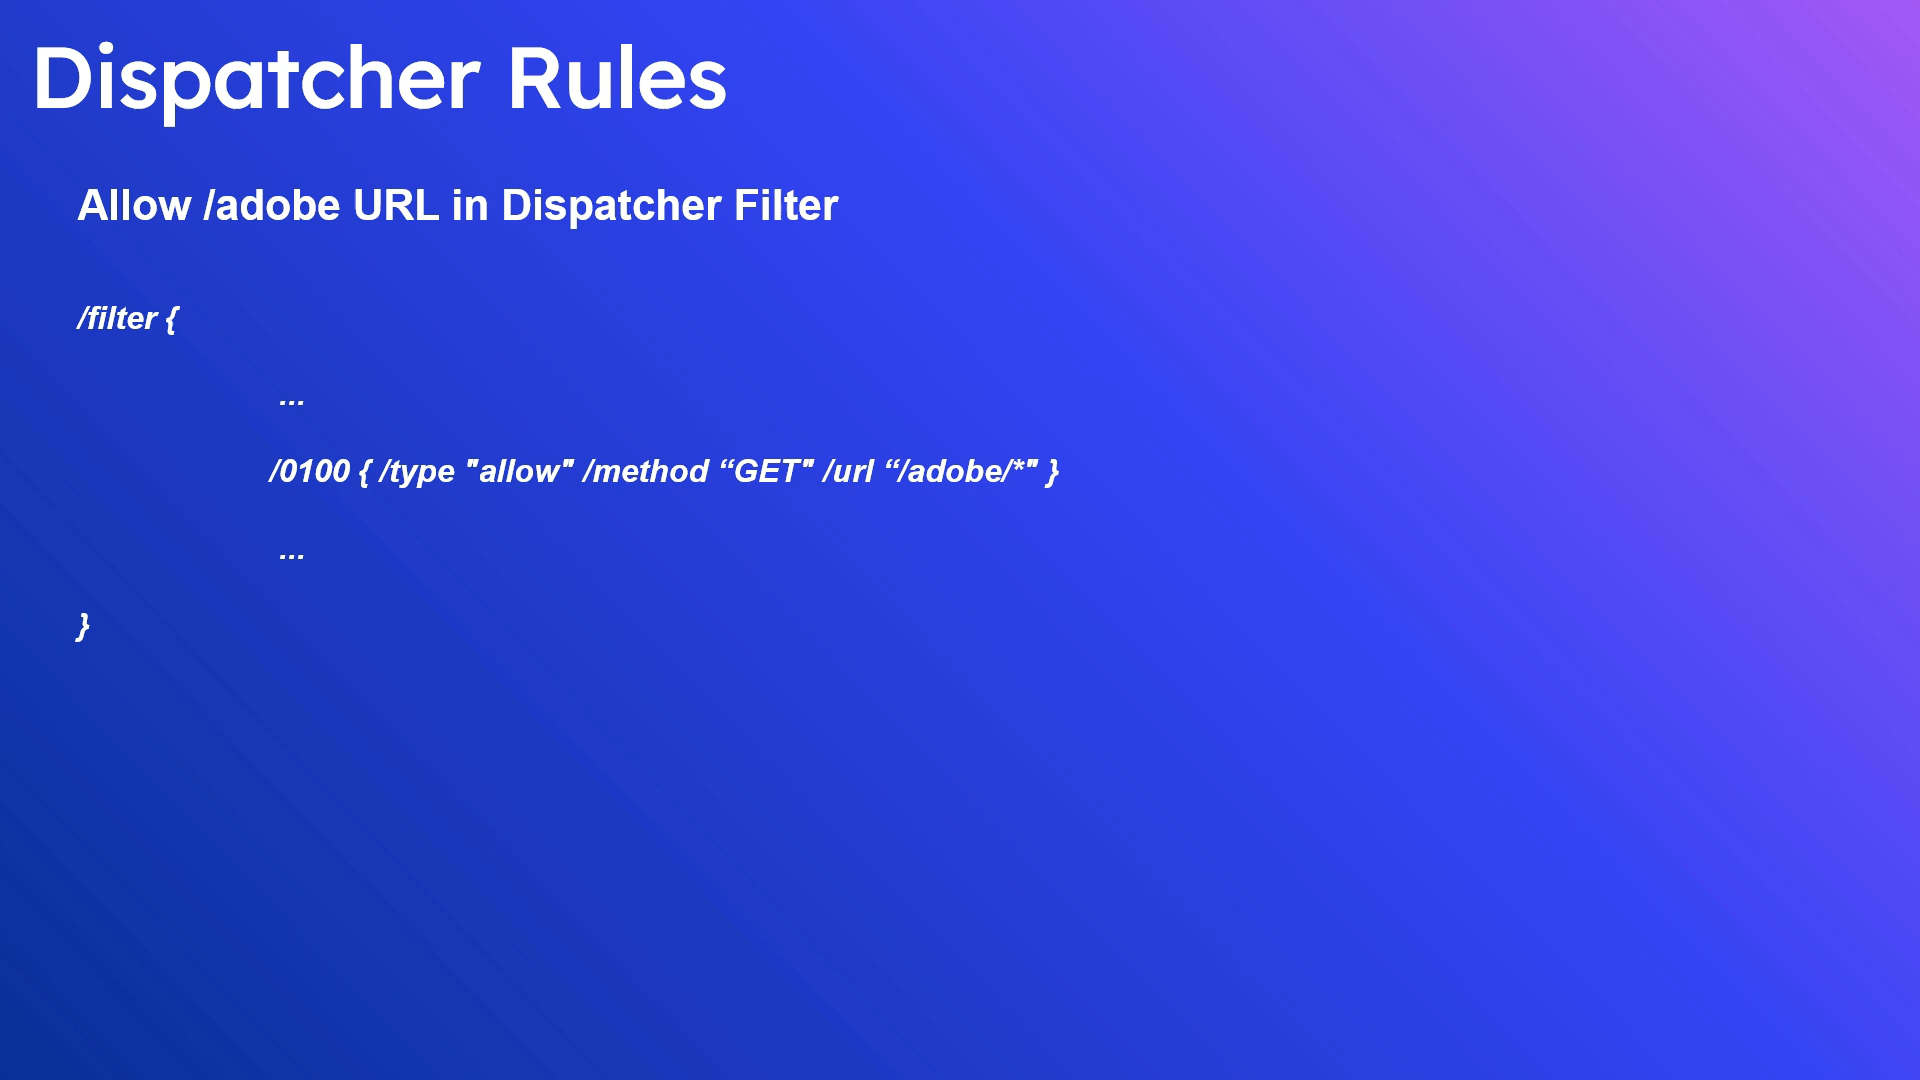 Dispatcher Rules
Allow /adobe URL in Dispatcher Filter
/filter {
...
/0100 { /type "allow" /method “GET" /url “/adobe/*" }
...
}